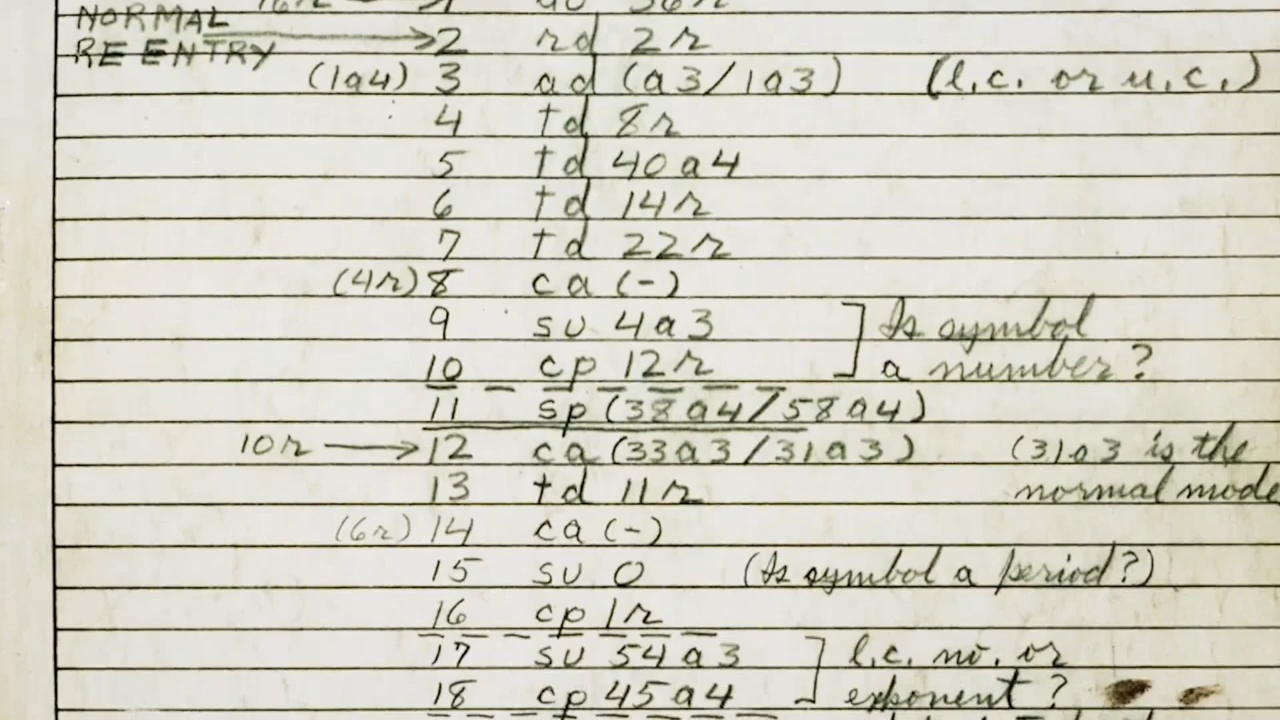 NORMAL
RE ENTRY → 2 rd 2r
(1a4) 3 ad (a3/1a3) (l.c. or u.c.)
4 td 8r
5 td 40a4
6 td 14r
7 td 22r
(4r) 8 ca (-)
9 su 4a3 ] Is symbol
10 cp 12r ] a number?
11 sp (38a4/58a4)
10r → 12 ca (33a3/31a3) (31a3 is the
13 td 11r normal mode
(6r) 14 ca (-)
15 su 0 (Is symbol a period?)
16 cp 1r
17 su 54a3 ] l.c. no. or
18 cp 45a4 ] exponent?